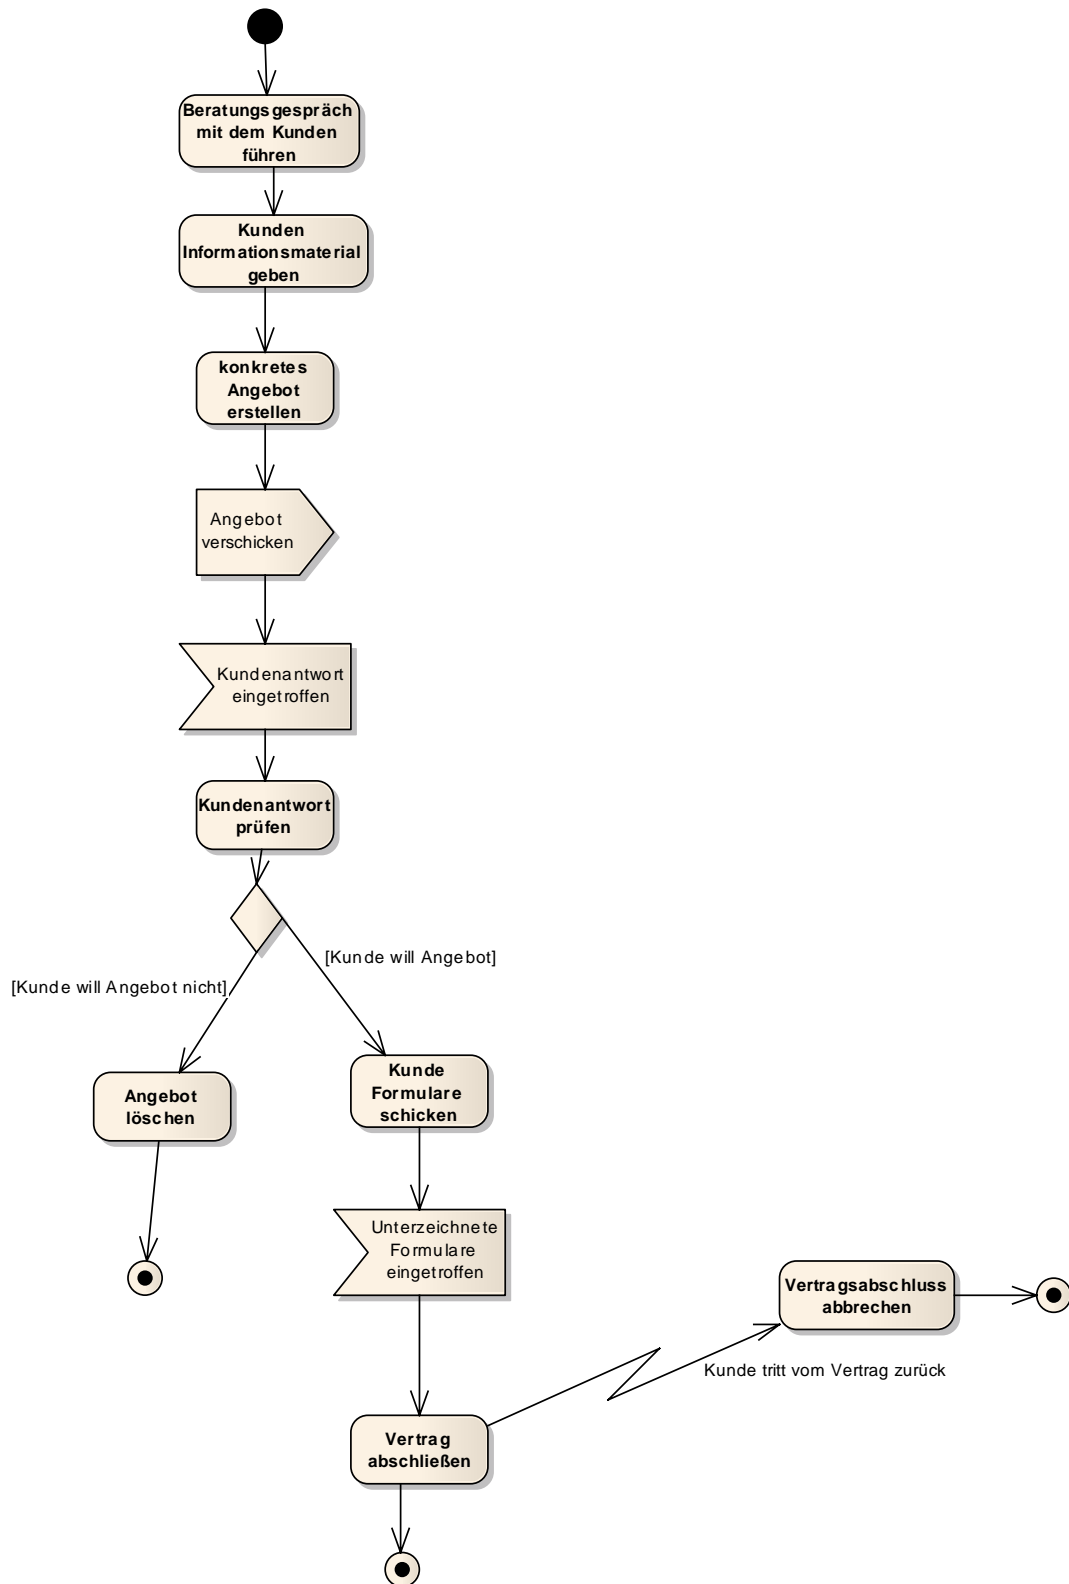 Beratungsgespräch
mit dem Kunden
führen
Kunden
Informationsmaterial
geben
konkretes
Angebot
erstellen
Angebot
verschicken
Kundenantwort
eingetroffen
Kundenantwort
prüfen
[Kunde will Angebot]
[Kunde will Angebot nicht]
Kunde
Formulare
schicken
Angebot
löschen
Unterzeichnete
Formulare
eingetroffen
Vertragsabschluss
abbrechen
Kunde tritt vom Vertrag zurück
Vertrag
abschließen